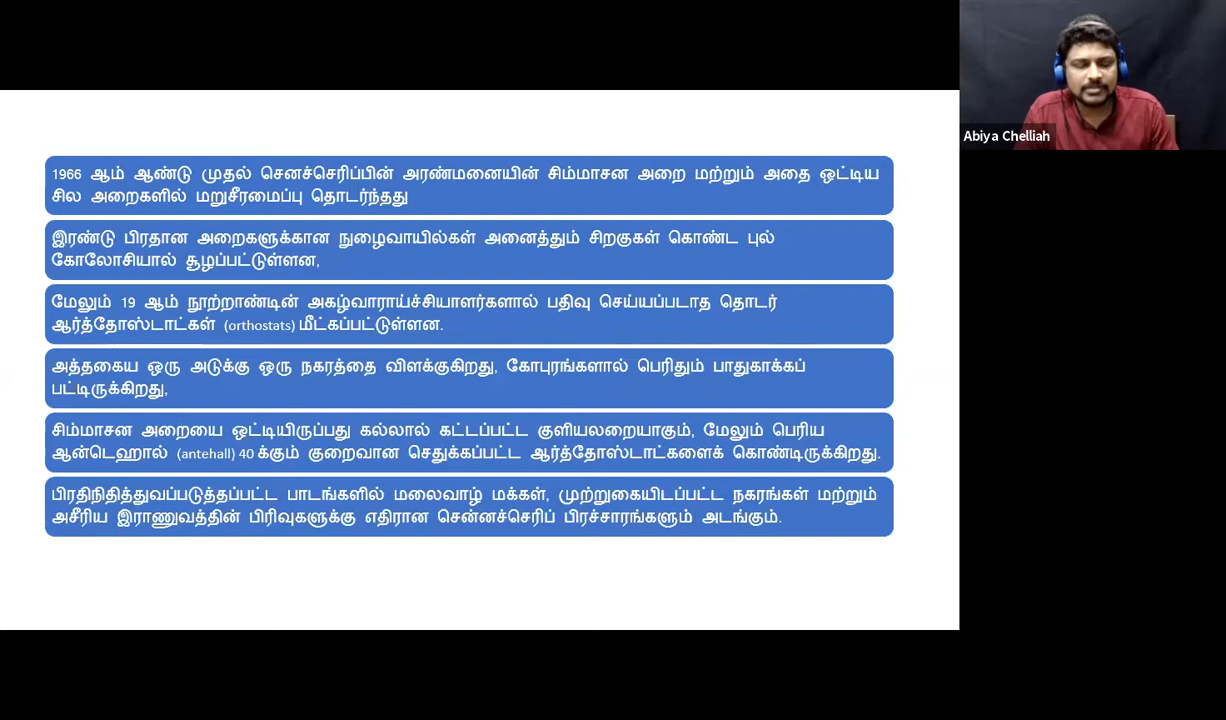 1966 ஆம் ஆண்டு முதல் செனச்செரிப்பின் அரண்மனையின் சிம்மாசன அறை மற்றும் அதை ஒட்டிய
சில அறைகளில் மறுசீரமைப்பு தொடர்ந்தது
இரண்டு பிரதான அறைகளுக்கான நுழைவாயில்கள் அனைத்தும் சிறகுகள் கொண்ட புல்
கோலோசியால் சூழப்பட்டுள்ளன,
மேலும் 19 ஆம் நூற்றாண்டின் அகழ்வாராய்ச்சியாளர்களால் பதிவு செய்யப்படாத தொடர்
ஆர்த்தோஸ்டாட்கள் (orthostats) மீட்கப்பட்டுள்ளன.
அத்தகைய ஒரு அடுக்கு ஒரு நகரத்தை விளக்குகிறது, கோபுரங்களால் பெரிதும் பாதுகாக்கப்
பட்டிருக்கிறது,
சிம்மாசன அறையை ஒட்டியிருப்பது கல்லால் கட்டப்பட்ட குளியலறையாகும், மேலும் பெரிய
ஆன்டெஹால் (antehall) 40 க்கும் குறைவான செதுக்கப்பட்ட ஆர்த்தோஸ்டாட்களைக் கொண்டிருக்கிறது.
பிரதிநிதித்துவப்படுத்தப்பட்ட பாடங்களில் மலைவாழ் மக்கள், முற்றுகையிடப்பட்ட நகரங்கள் மற்றும்
அசீரிய இராணுவத்தின் பிரிவுகளுக்கு எதிரான சென்னச்செரிப் பிரச்சாரங்களும் அடங்கும்.
Abiya Chelliah